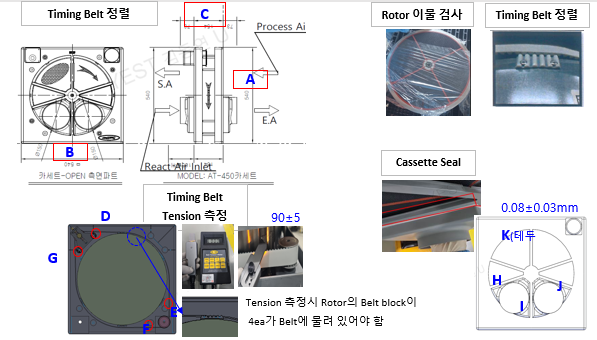 Timing Belt 정렬
C
Process Ai
S.A
A
E.A
540
540
B
React Air Inlet
카세트-OPEN 측면파트
MODEL: AT-450카세트
Rotor 이물 검사
Timing Belt 정렬
Timing Belt
Tension 측정
90±5
D
G
E
F
Tension 측정시 Rotor의 Belt block이
4ea가 Belt에 물려 있어야 함
Cassette Seal
0.08±0.03mm
K(테두
H
J
I